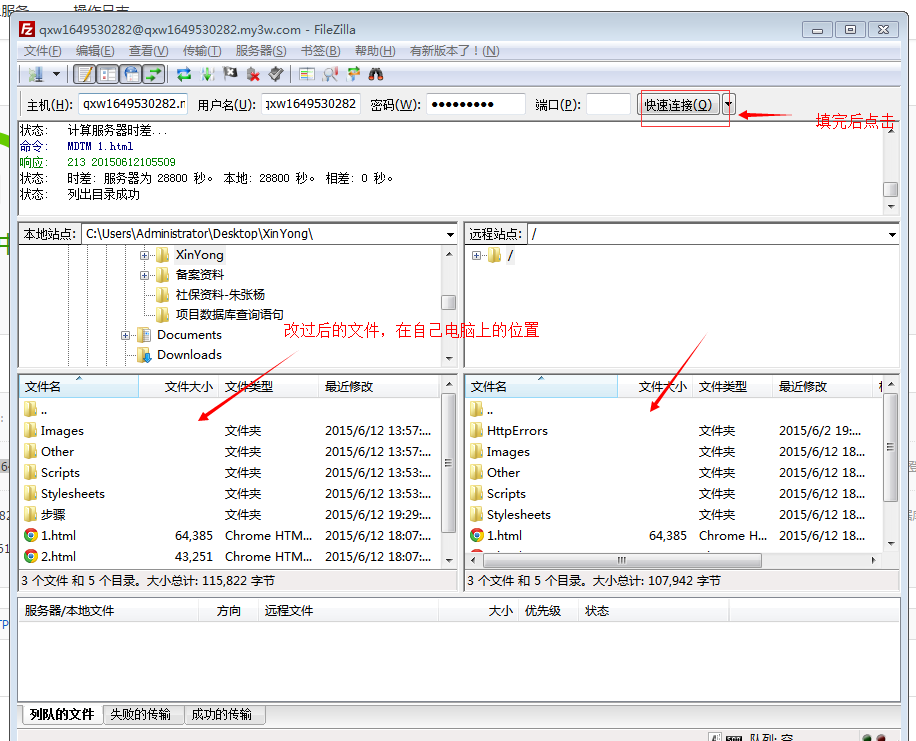 操作日志
qxw1649530282@qxw1649530282.my3w.com - FileZilla
文件(F) 编辑(E) 查看(V) 传输(T) 服务器(S) 书签(B) 帮助(H) 有新版本了！(N)
主机(H): qxw1649530282.n 用户名(U): qxw1649530282 密码(W): ●●●●●●●●● 端口(P): 快速连接(Q)
填完后点击
状态: 计算服务器时差...
命令: MDTM 1.html
响应: 213 20150612105509
状态: 时差: 服务器为 28800 秒。 本地: 28800 秒。 相差: 0 秒。
状态: 列出目录成功
本地站点: C:\Users\Administrator\Desktop\XinYong\
XinYong
备案资料
社保资料-朱张杨
项目数据库查询语句
Documents
Downloads
远程站点: /
/
改过后的文件，在自己电脑上的位置
文件名 文件大小 文件类型 最近修改
..
Images 文件夹 2015/6/12 13:57:...
Other 文件夹 2015/6/12 13:57:...
Scripts 文件夹 2015/6/12 13:53:...
Stylesheets 文件夹 2015/6/12 13:53:...
步骤 文件夹 2015/6/12 19:29:...
1.html 64,385 Chrome HTM... 2015/6/12 18:07:...
2.html 43,251 Chrome HTM... 2015/6/12 18:07:...
3 个文件 和 5 个目录。大小总计: 115,822 字节
文件名 文件大小 文件类型 最近修改
..
HttpErrors 文件夹 2015/6/2 19:...
Images 文件夹 2015/6/12 18...
Other 文件夹 2015/6/12 18...
Scripts 文件夹 2015/6/12 18...
Stylesheets 文件夹 2015/6/12 18...
1.html 64,385 Chrome H... 2015/6/12 18...
3 个文件 和 5 个目录。大小总计: 107,942 字节
服务器/本地文件 方向 远程文件 大小 优先级 状态
列队的文件 失败的传输 成功的传输
队列: 空